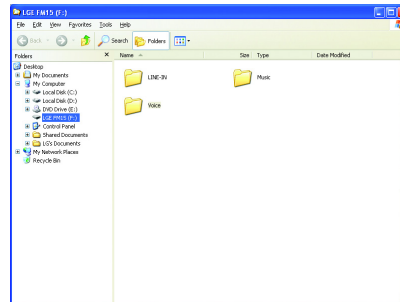 LGE FM15 (F:)
File Edit View Favorites Tools Help
Back Search Folders
Folders × Name Size Type Date Modified
Desktop
My Documents
My Computer
Local Disk (C:)
Local Disk (D:)
DVD Drive (E:)
LGE FM15 (F:)
Control Panel
Shared Documents
LG's Documents
My Network Places
Recycle Bin
LINE-IN Music
Voice